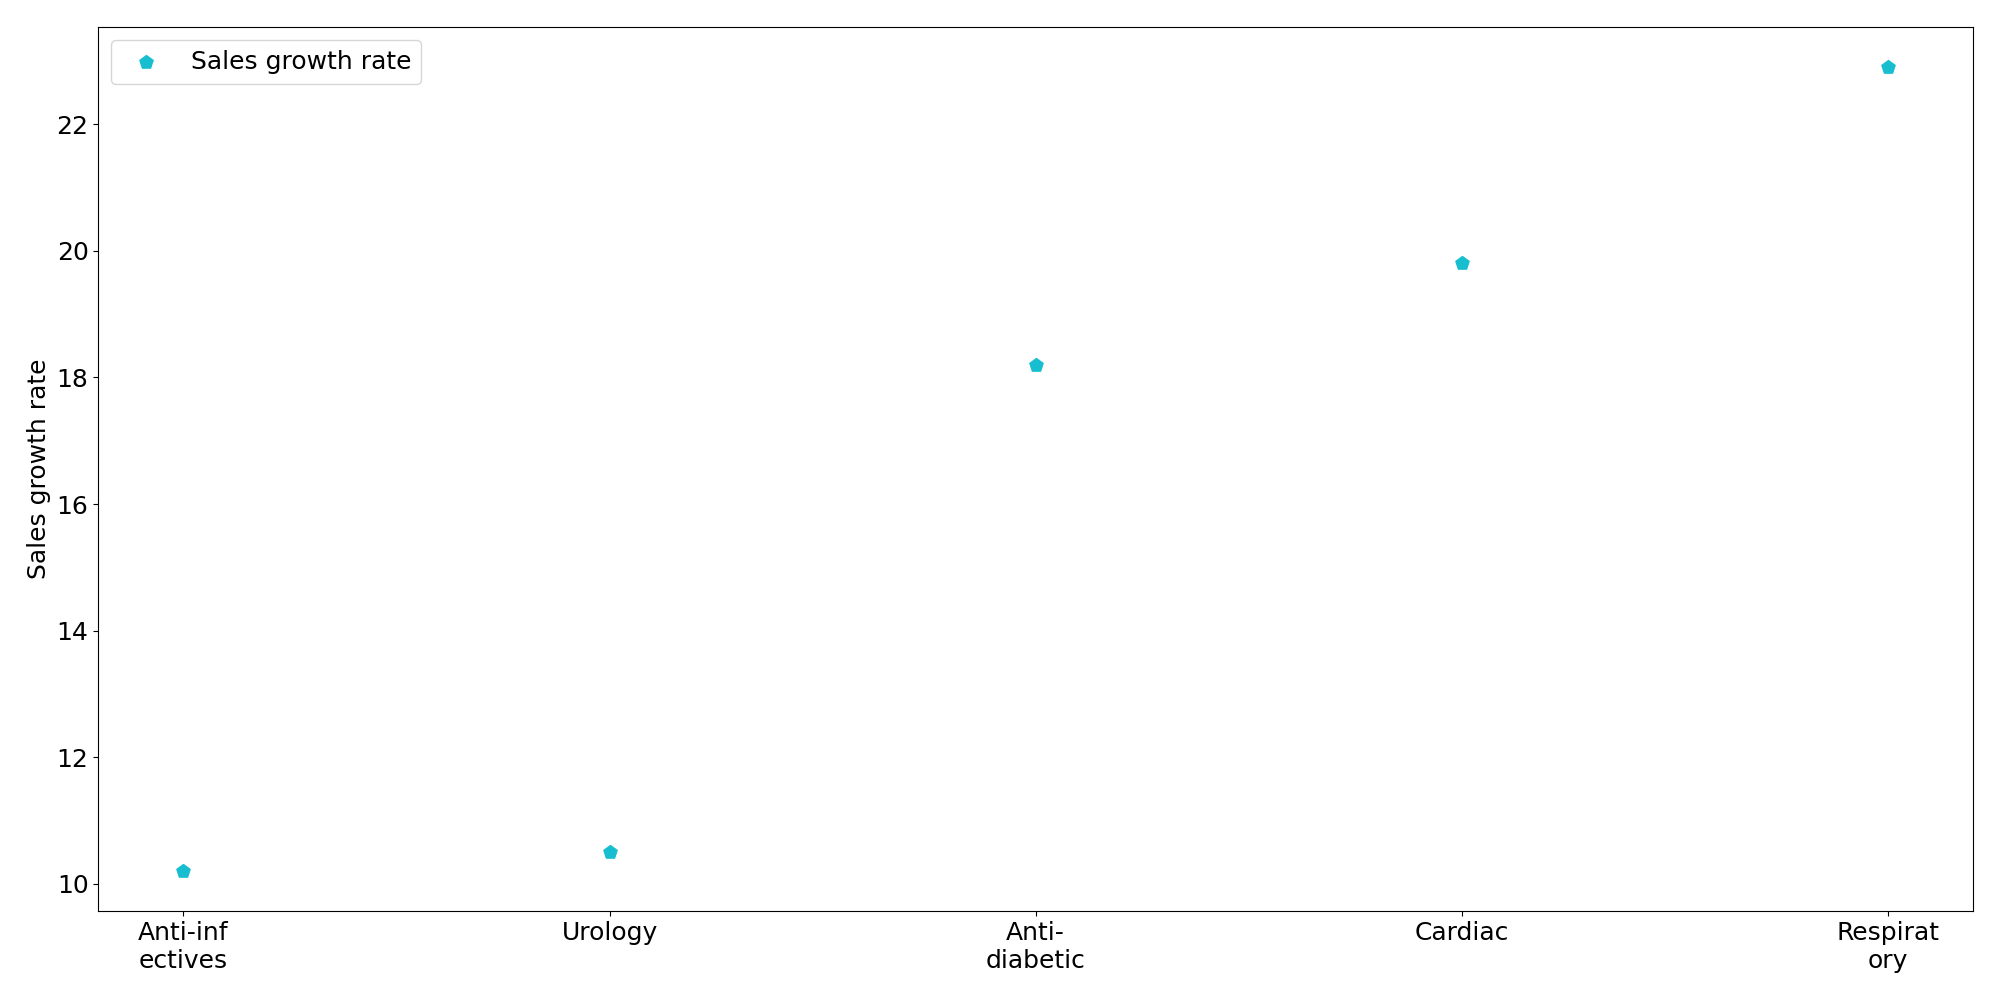 Sales growth rate
22
20
18
16
14
12
10
Sales growth rate
Anti-inf
ectives
Urology
Anti-
diabetic
Cardiac
Respirat
ory